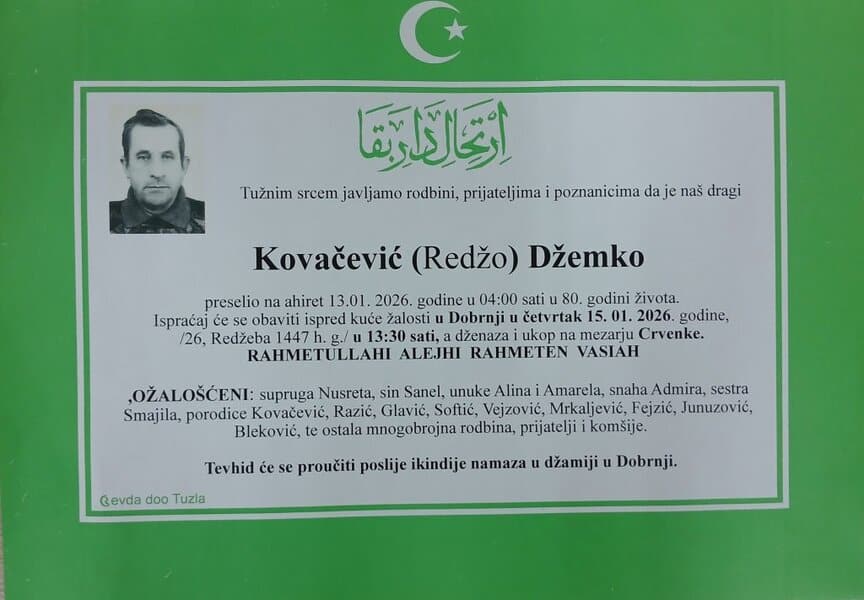 اِرْتِحَالِ دَارِ بَقَا
Tužnim srcem javljamo rodbini, prijateljima i poznanicima da je naš dragi
Kovačević (Redžo) Džemko
preselio na ahiret 13.01. 2026. godine u 04:00 sati u 80. godini života.
Ispraćaj će se obaviti ispred kuće žalosti u Dobrnji u četvrtak 15. 01. 2026. godine,
/26, Redžeba 1447 h. g./ u 13:30 sati, a dženaza i ukop na mezarju Crvenke.
RAHMETULLAHI ALEJHI RAHMETEN VASIAH
,OŽALOŠĆENI: supruga Nusreta, sin Sanel, unuke Alina i Amarela, snaha Admira, sestra
Smajila, porodice Kovačević, Razić, Glavić, Softić, Vejzović, Mrkaljević, Fejzić, Junuzović,
Bleković, te ostala mnogobrojna rodbina, prijatelji i komšije.
Tevhid će se proučiti poslije ikindije namaza u džamiji u Dobrnji.
evda doo Tuzla